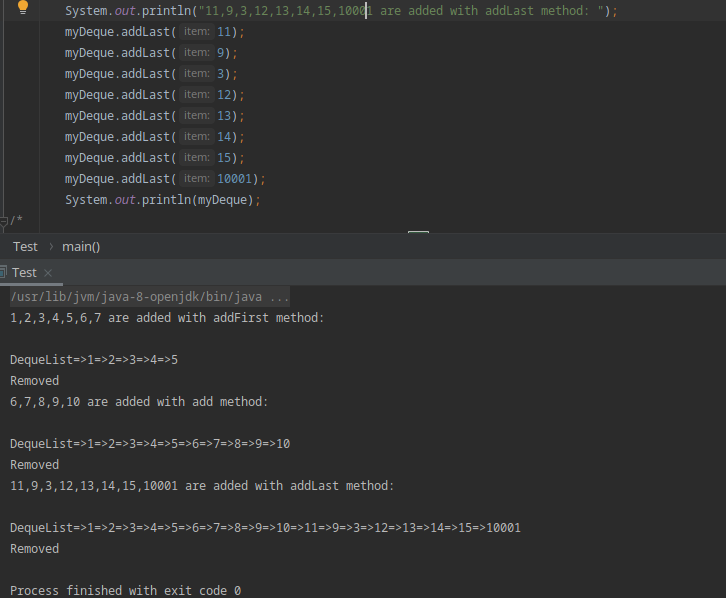 System.out.println("11,9,3,12,13,14,15,10001 are added with addLast method: ");
myDeque.addLast( item: 11);
myDeque.addLast( item: 9);
myDeque.addLast( item: 3);
myDeque.addLast( item: 12);
myDeque.addLast( item: 13);
myDeque.addLast( item: 14);
myDeque.addLast( item: 15);
myDeque.addLast( item: 10001);
System.out.println(myDeque);
/*
Test > main()
Test ×
/usr/lib/jvm/java-8-openjdk/bin/java ...
1,2,3,4,5,6,7 are added with addFirst method:
DequeList=>1=>2=>3=>4=>5
Removed
6,7,8,9,10 are added with add method:
DequeList=>1=>2=>3=>4=>5=>6=>7=>8=>9=>10
Removed
11,9,3,12,13,14,15,10001 are added with addLast method:
DequeList=>1=>2=>3=>4=>5=>6=>7=>8=>9=>10=>11=>9=>3=>12=>13=>14=>15=>10001
Removed
Process finished with exit code 0